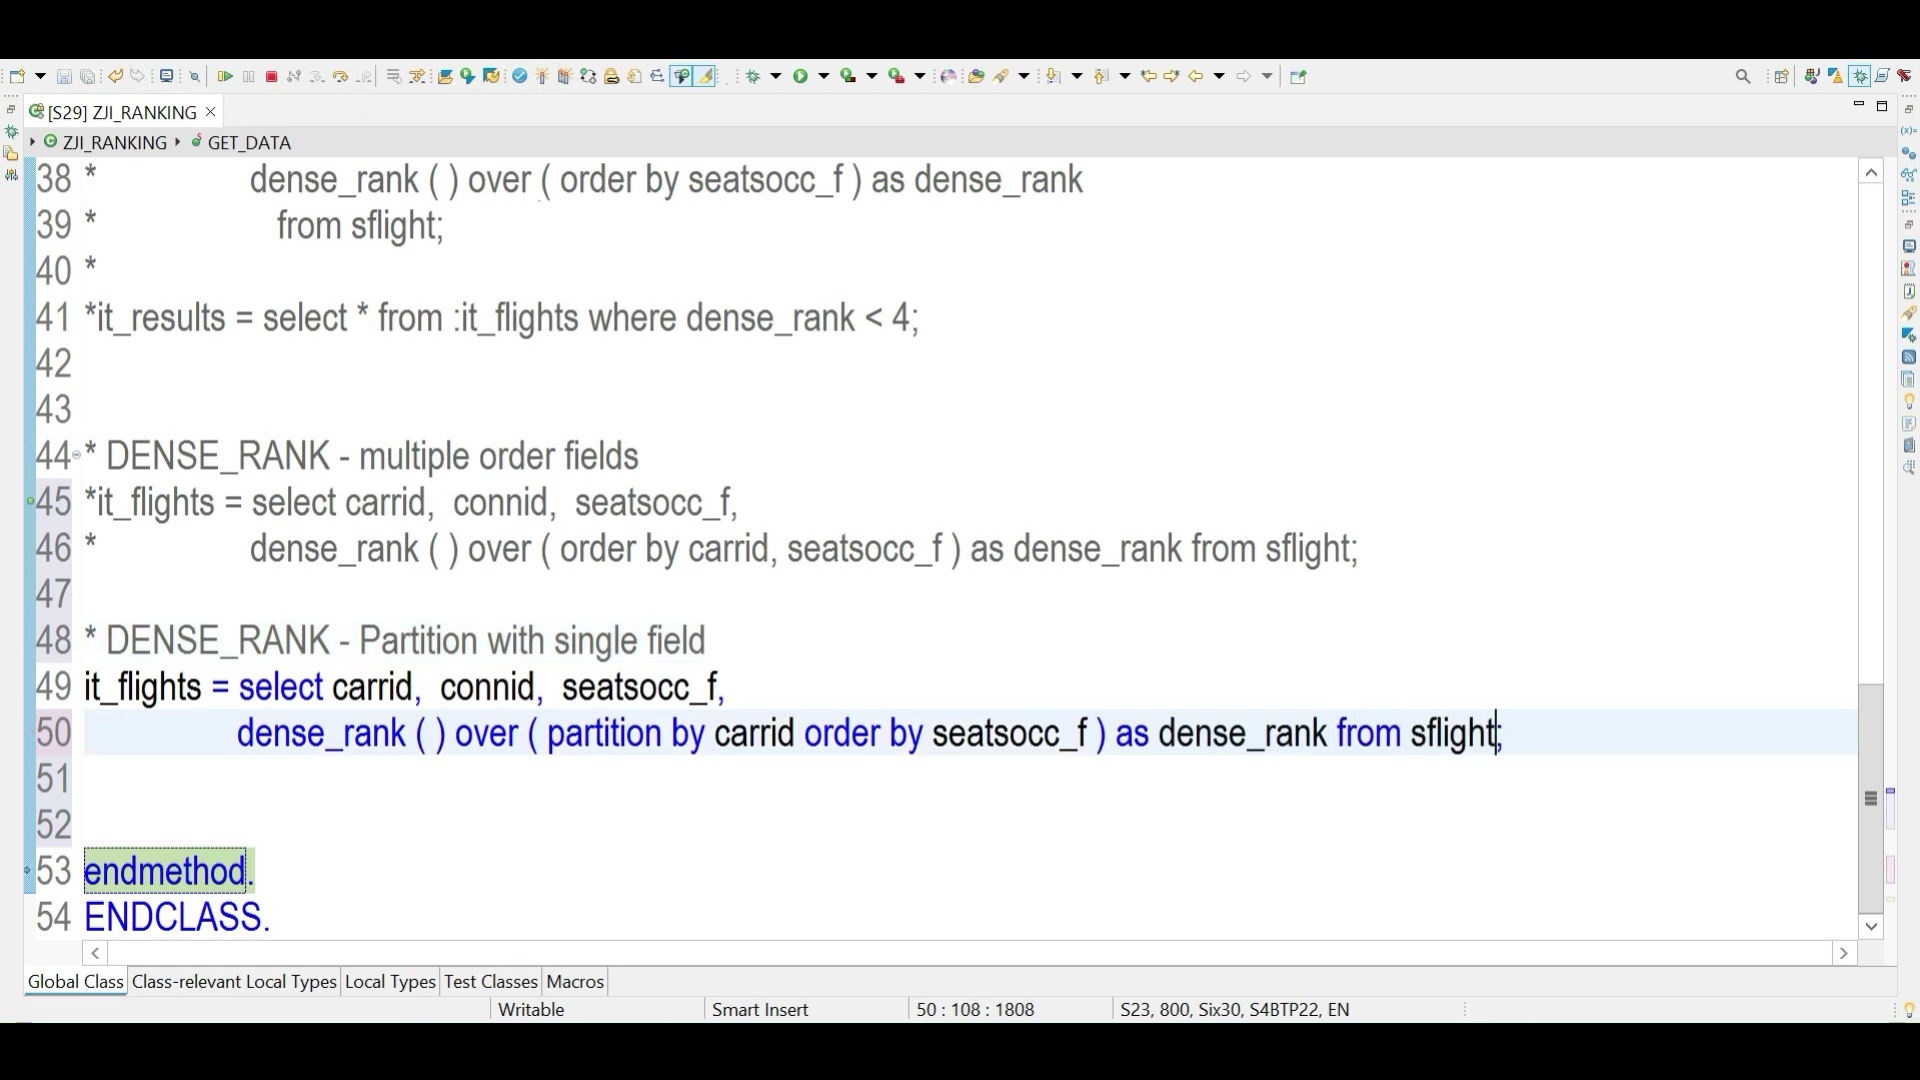 [S29] ZJI_RANKING
ZJI_RANKING GET_DATA
38 * dense_rank ( ) over ( order by seatsocc_f ) as dense_rank
39 * from sflight;
40 *
41 *it_results = select * from :it_flights where dense_rank < 4;
42
43
44 * DENSE_RANK - multiple order fields
45 *it_flights = select carrid, connid, seatsocc_f,
46 * dense_rank ( ) over ( order by carrid, seatsocc_f ) as dense_rank from sflight;
47
48 * DENSE_RANK - Partition with single field
49 it_flights = select carrid, connid, seatsocc_f,
50 dense_rank ( ) over ( partition by carrid order by seatsocc_f ) as dense_rank from sflight;
51
52
53 endmethod.
54 ENDCLASS.
Global Class Class-relevant Local Types Local Types Test Classes Macros
Writable Smart Insert 50 : 108 : 1808 S23, 800, Six30, S4BTP22, EN